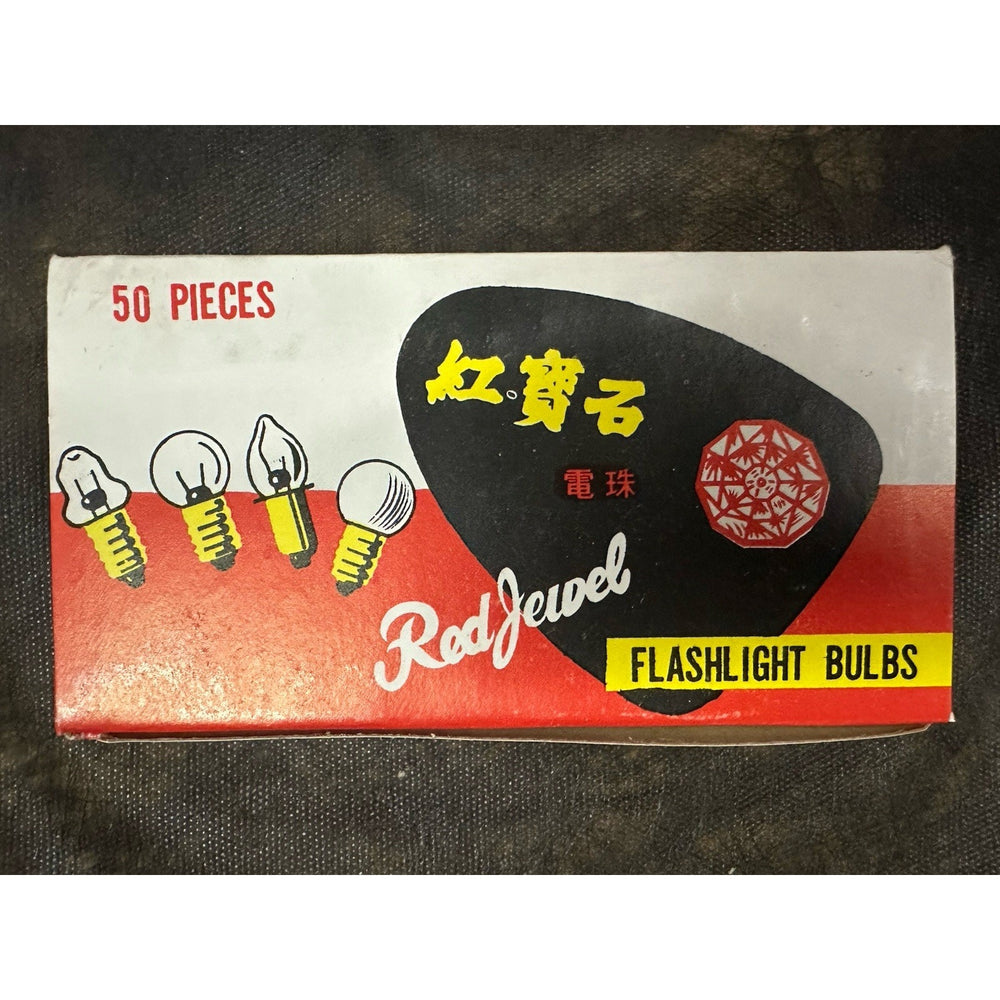 50 PIECES
紅寶石
電珠
Red Jewel
FLASHLIGHT BULBS